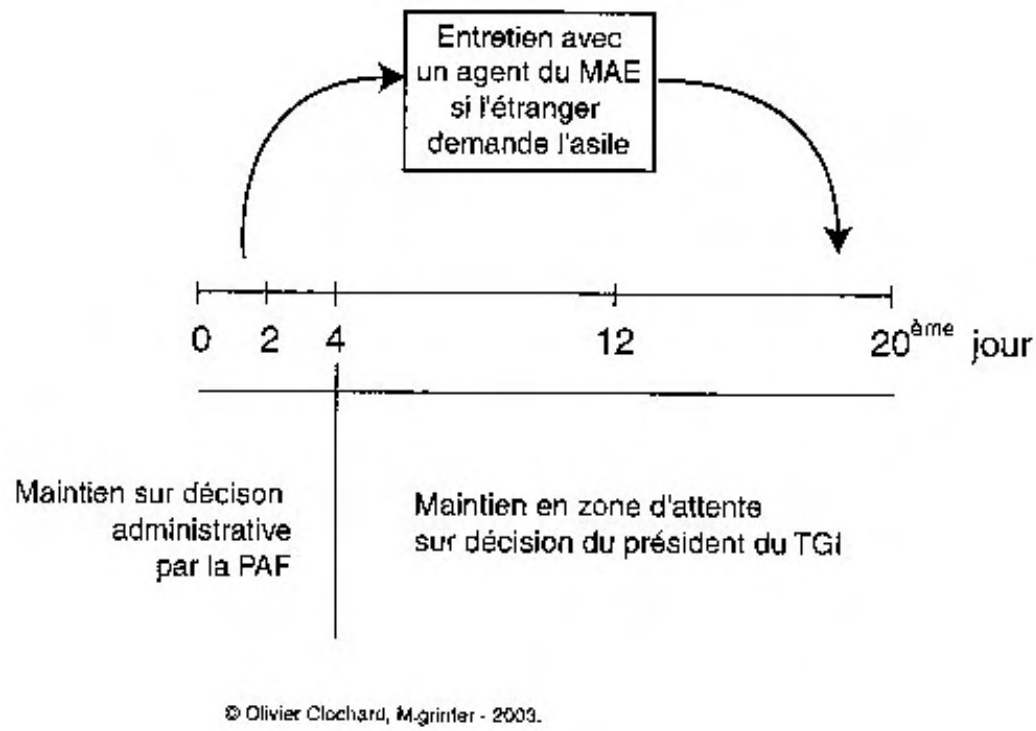 Entretien avec
un agent du MAE
si l'étranger
demande l'asile
0 2 4 12 20ème jour
Maintien sur décison
administrative
par la PAF
Maintien en zone d'attente
sur décision du président du TGI
© Olivier Clochard, M.grinter - 2003.